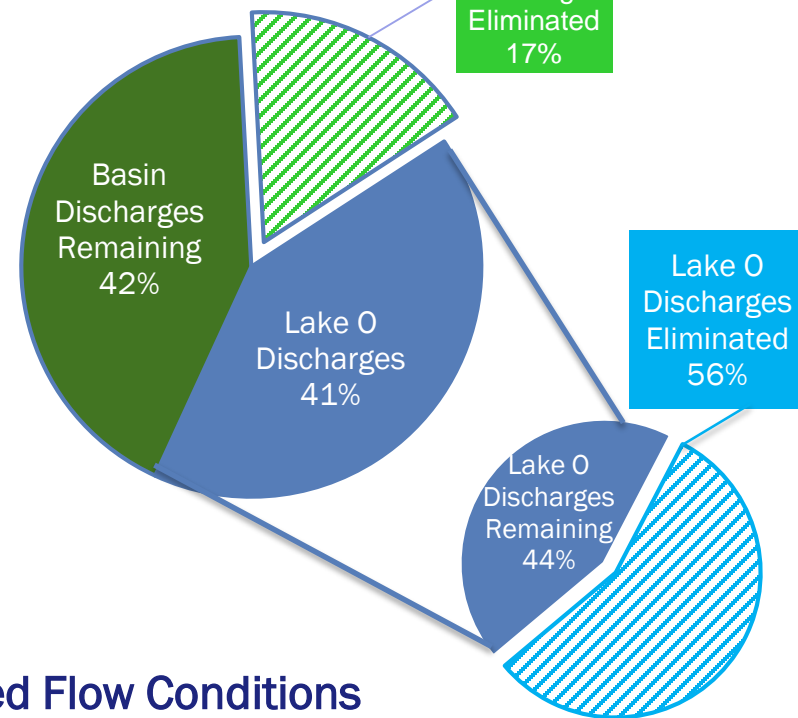 Eliminated
17%
Basin
Discharges
Remaining
42%
Lake O
Discharges
41%
Lake O
Discharges
Eliminated
56%
Lake O
Discharges
Remaining
44%
Flow Conditions